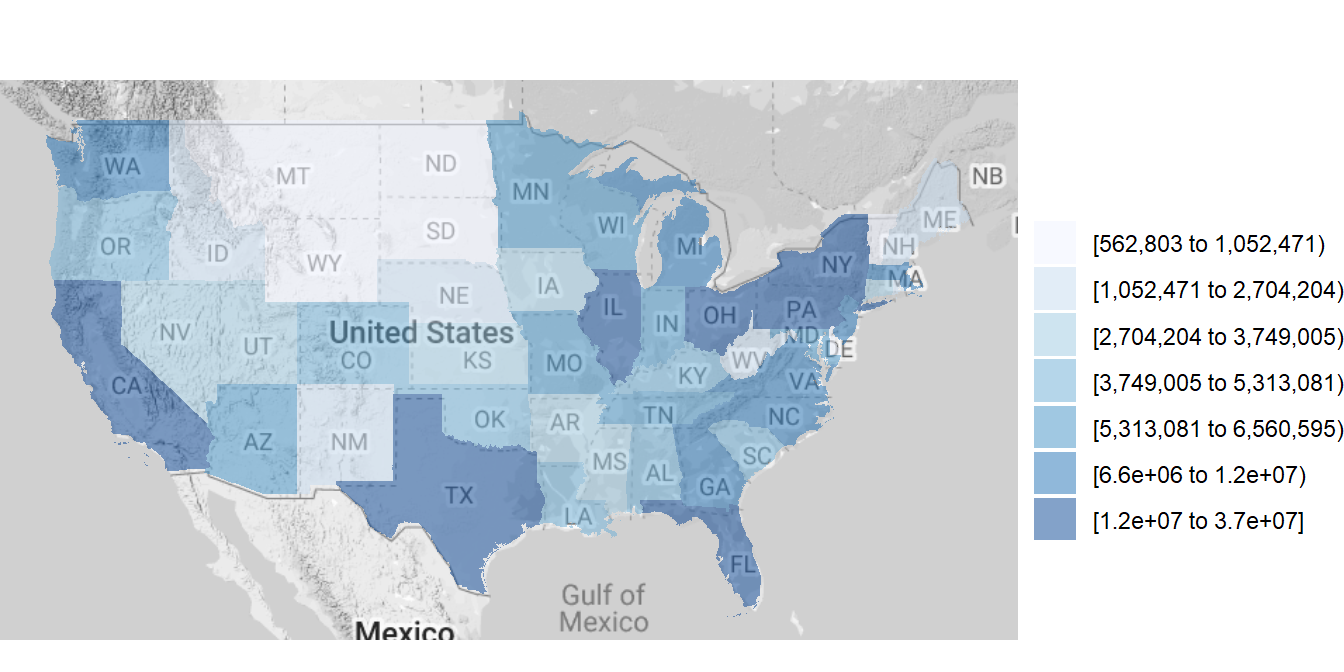 WA
MT
ND
MN
NB
OR
ID
WY
SD
WI
MI
ME
NH
NY
MA
NV
UT
NE
IA
IL
IN
OH
PA
MD
DE
United States
CO
KS
MO
KY
WV
VA
CA
AZ
NM
OK
AR
TN
NC
SC
MS
AL
GA
TX
LA
FL
Gulf of
Mexico
Mexico
[562,803 to 1,052,471)
[1,052,471 to 2,704,204)
[2,704,204 to 3,749,005)
[3,749,005 to 5,313,081)
[5,313,081 to 6,560,595)
[6.6e+06 to 1.2e+07)
[1.2e+07 to 3.7e+07]